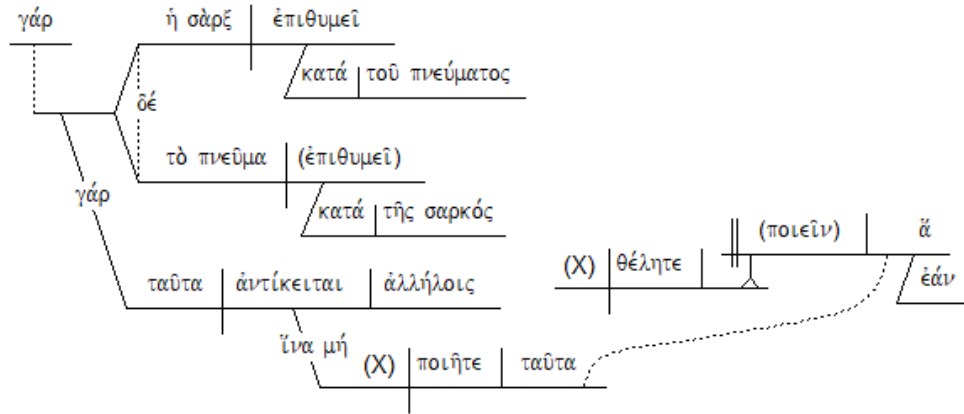 γάρ
ἡ σὰρξ ἐπιθυμεῖ
κατά τοῦ πνεύματος
δέ
τὸ πνεῦμα (ἐπιθυμεῖ)
γάρ
κατά τῆς σαρκός
(ποιεῖν) ἅ
(X) θέλητε
ἐάν
ταῦτα ἀντίκειται ἀλλήλοις
ἵνα μή
(X) ποιῆτε ταῦτα